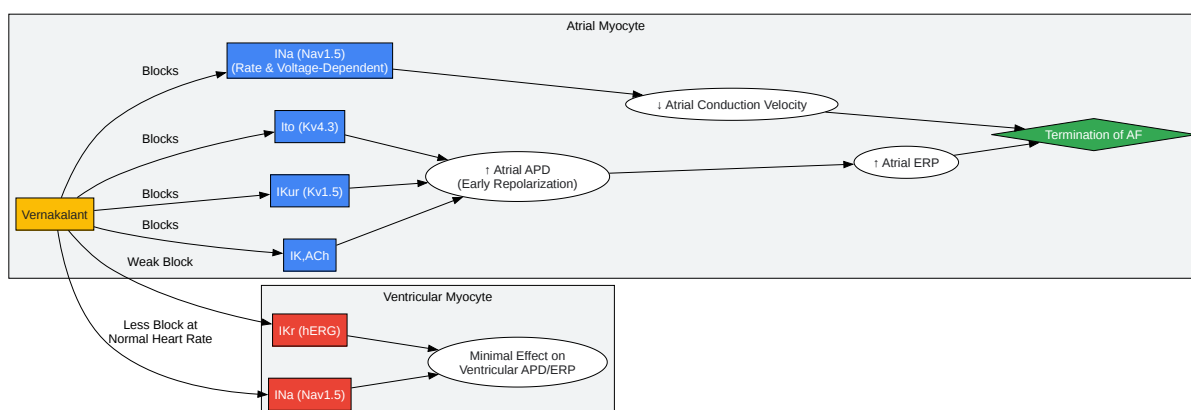 Atrial Myocyte
INa (Nav1.5)
(Rate & Voltage-Dependent)
Blocks
↓ Atrial Conduction Velocity
Ito (Kv4.3)
Blocks
Termination of AF
↑ Atrial APD
(Early Repolarization)
↑ Atrial ERP
IKur (Kv1.5)
Blocks
Vernakalant
Blocks
IK,ACh
Weak Block
Ventricular Myocyte
Less Block at
Normal Heart Rate
IKr (hERG)
Minimal Effect on
Ventricular APD/ERP
INa (Nav1.5)